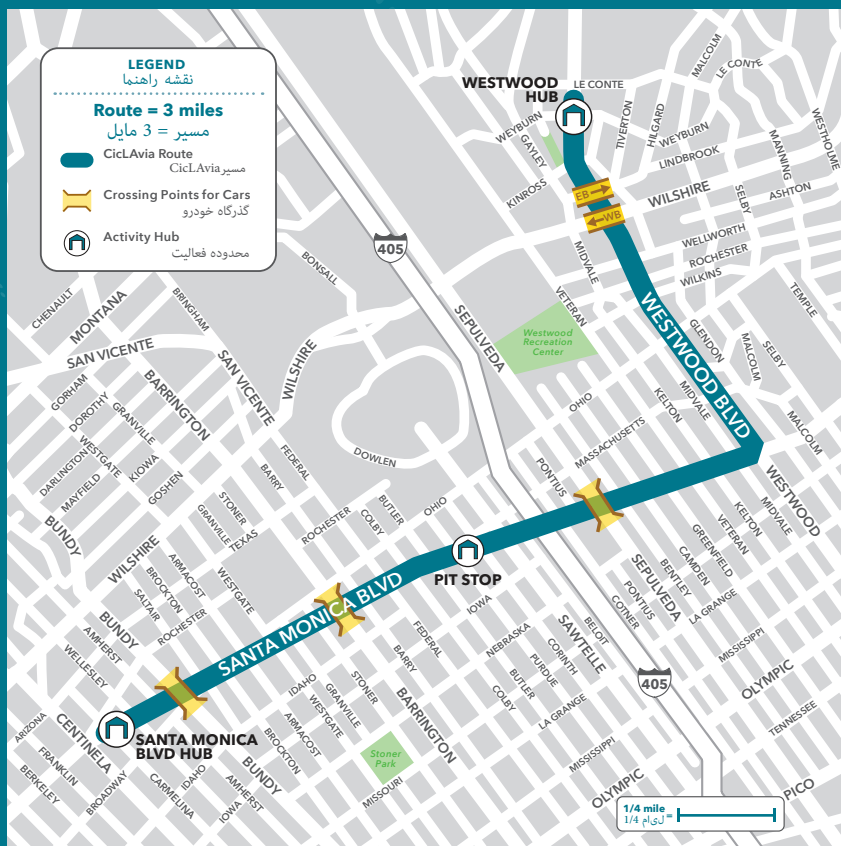 LEGEND
نقشه راهنما
Route = 3 miles
مسیر = 3 مایل
CicLAvia Route
مسیر CicLAvia
Crossing Points for Cars
گذرگاه خودرو
Activity Hub
محدوده فعالیت
WESTWOOD
HUB
LE CONTE
MALCOLM
LE CONTE
WEYBURN
GAYLEY
TIVERTON
HILGARD
WEYBURN
LINDBROOK
MANNING
WESTHOLME
KINROSS
EB
WB
WILSHIRE
SELBY
ASHTON
MIDVALE
WELLWORTH
ROCHESTER
WILKINS
405
BONSALL
VETERAN
TEMPLE
CHENAULT
MONTANA
BRINGHAM
SEPULVEDA
Westwood
Recreation
Center
WESTWOOD BLVD
GLENDON
MALCOLM
SELBY
SAN VICENTE
SAN VICENTE
WILSHIRE
GORHAM
DOROTHY
GRANVILLE
BARRINGTON
OHIO
KELTON
MIDVALE
MALCOLM
DARLINGTON
WESTGATE
MAYFIELD
KIOWA
GOSHEN
FEDERAL
BARRY
DOWLEN
MASSACHUSETTS
PONTIUS
WESTWOOD
BUNDY
STONER
GRANVILLE
TEXAS
ROCHESTER
COLBY
BUTLER
OHIO
KELTON
MIDVALE
VETERAN
GREENFIELD
CAMDEN
BENTLEY
SEPULVEDA
PONTIUS
COTNER
LA GRANGE
WILSHIRE
ARMACOST
BROCKTON
SALTAIR
WESTGATE
ROCHESTER
PIT STOP
SANTA MONICA BLVD
IOWA
BUNDY
AMHERST
WELLESLEY
FEDERAL
BARRY
NEBRASKA
SAWTELLE
BELOIT
CORINTH
PURDUE
BUTLER
COLBY
LA GRANGE
MISSISSIPPI
405
OLYMPIC
TENNESSEE
IDAHO
STONER
GRANVILLE
WESTGATE
ARMACOST
BROCKTON
BARRINGTON
ARIZONA
CENTINELA
SANTA MONICA
BLVD HUB
FRANKLIN
BERKELEY
BROADWAY
IDAHO
CARMELINA
IOWA
AMHERST
BUNDY
Stoner
Park
MISSOURI
MISSISSIPPI
OLYMPIC
PICO
1/4 mile
1/4 لیام =